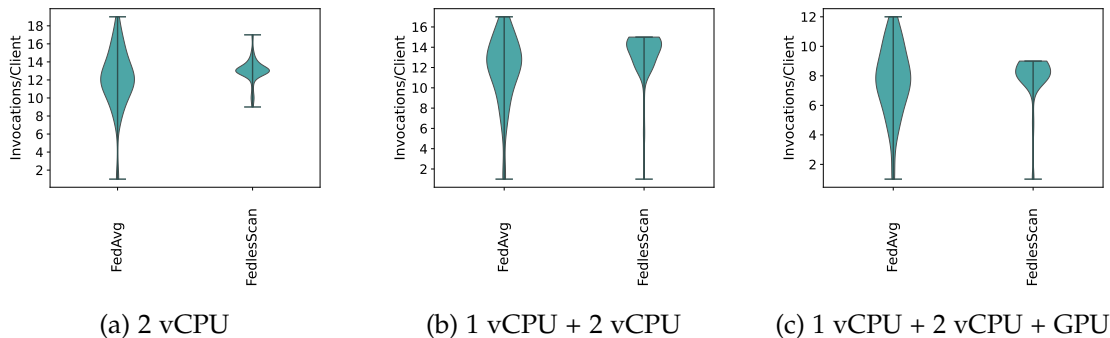 Invocations/Client
18
16
14
12
10
8
6
4
2
FedAvg
FedlesScan
(a) 2 vCPU
Invocations/Client
16
14
12
10
8
6
4
2
FedAvg
FedlesScan
(b) 1 vCPU + 2 vCPU
Invocations/Client
12
10
8
6
4
2
FedAvg
FedlesScan
(c) 1 vCPU + 2 vCPU + GPU